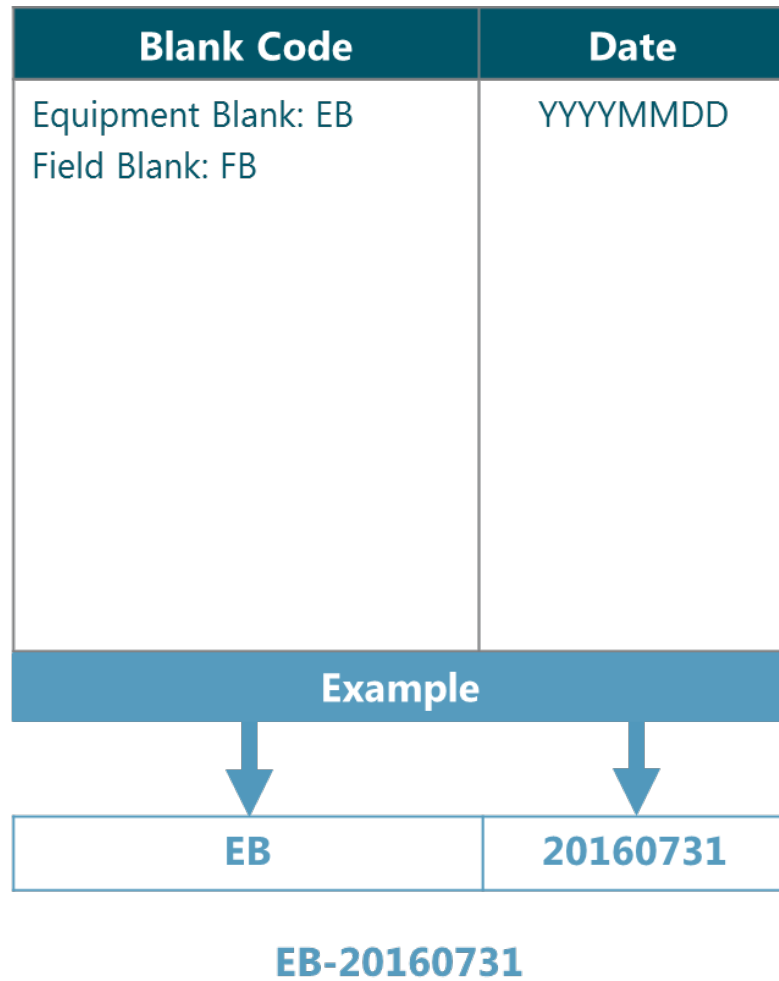 Blank Code Date
Equipment Blank: EB YYYYMMDD
Field Blank: FB
Example
EB 20160731
EB-20160731